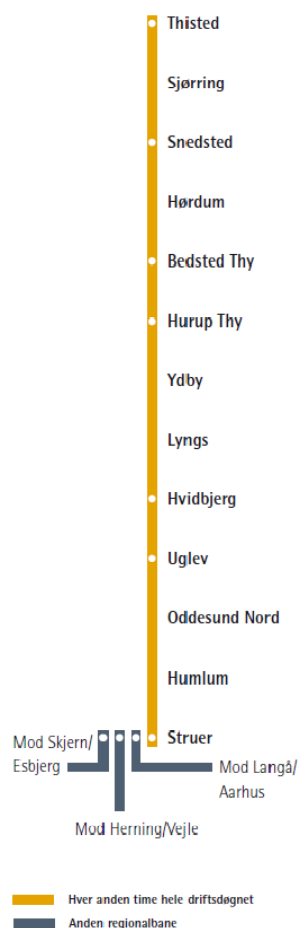 Thisted
Sjørring
Snedsted
Hørdum
Bedsted Thy
Hurup Thy
Ydby
Lyngs
Hvidbjerg
Uglev
Oddesund Nord
Humlum
Struer
Mod Skjern/
Esbjerg
Mod Langå/
Aarhus
Mod Herning/Vejle
Hver anden time hele driftsdøgnet
Anden regionalbane